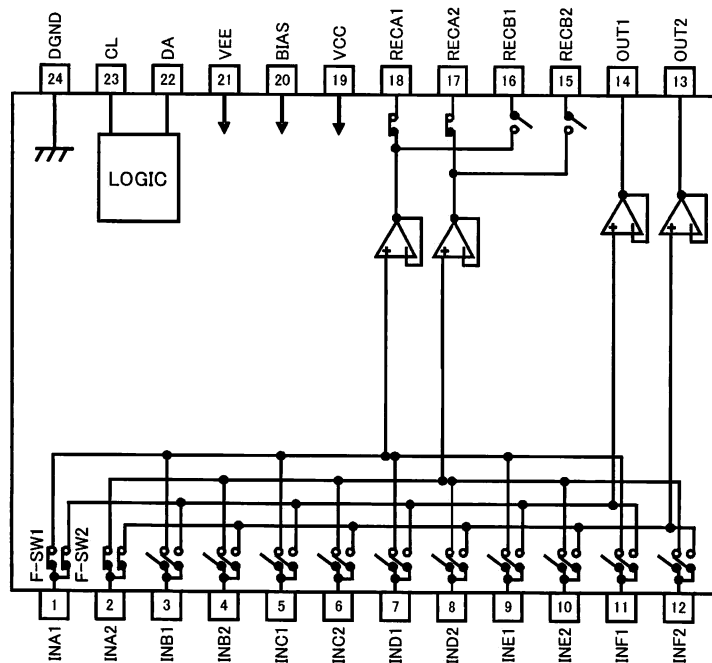 DGND CL DA VEE BIAS VCC RECA1 RECA2 RECB1 RECB2 OUT1 OUT2
24 23 22 21 20 19 18 17 16 15 14 13
LOGIC
+ + + +
F-SW1 F-SW2
1 2 3 4 5 6 7 8 9 10 11 12
INA1 INA2 INB1 INB2 INC1 INC2 IND1 IND2 INE1 INE2 INF1 INF2